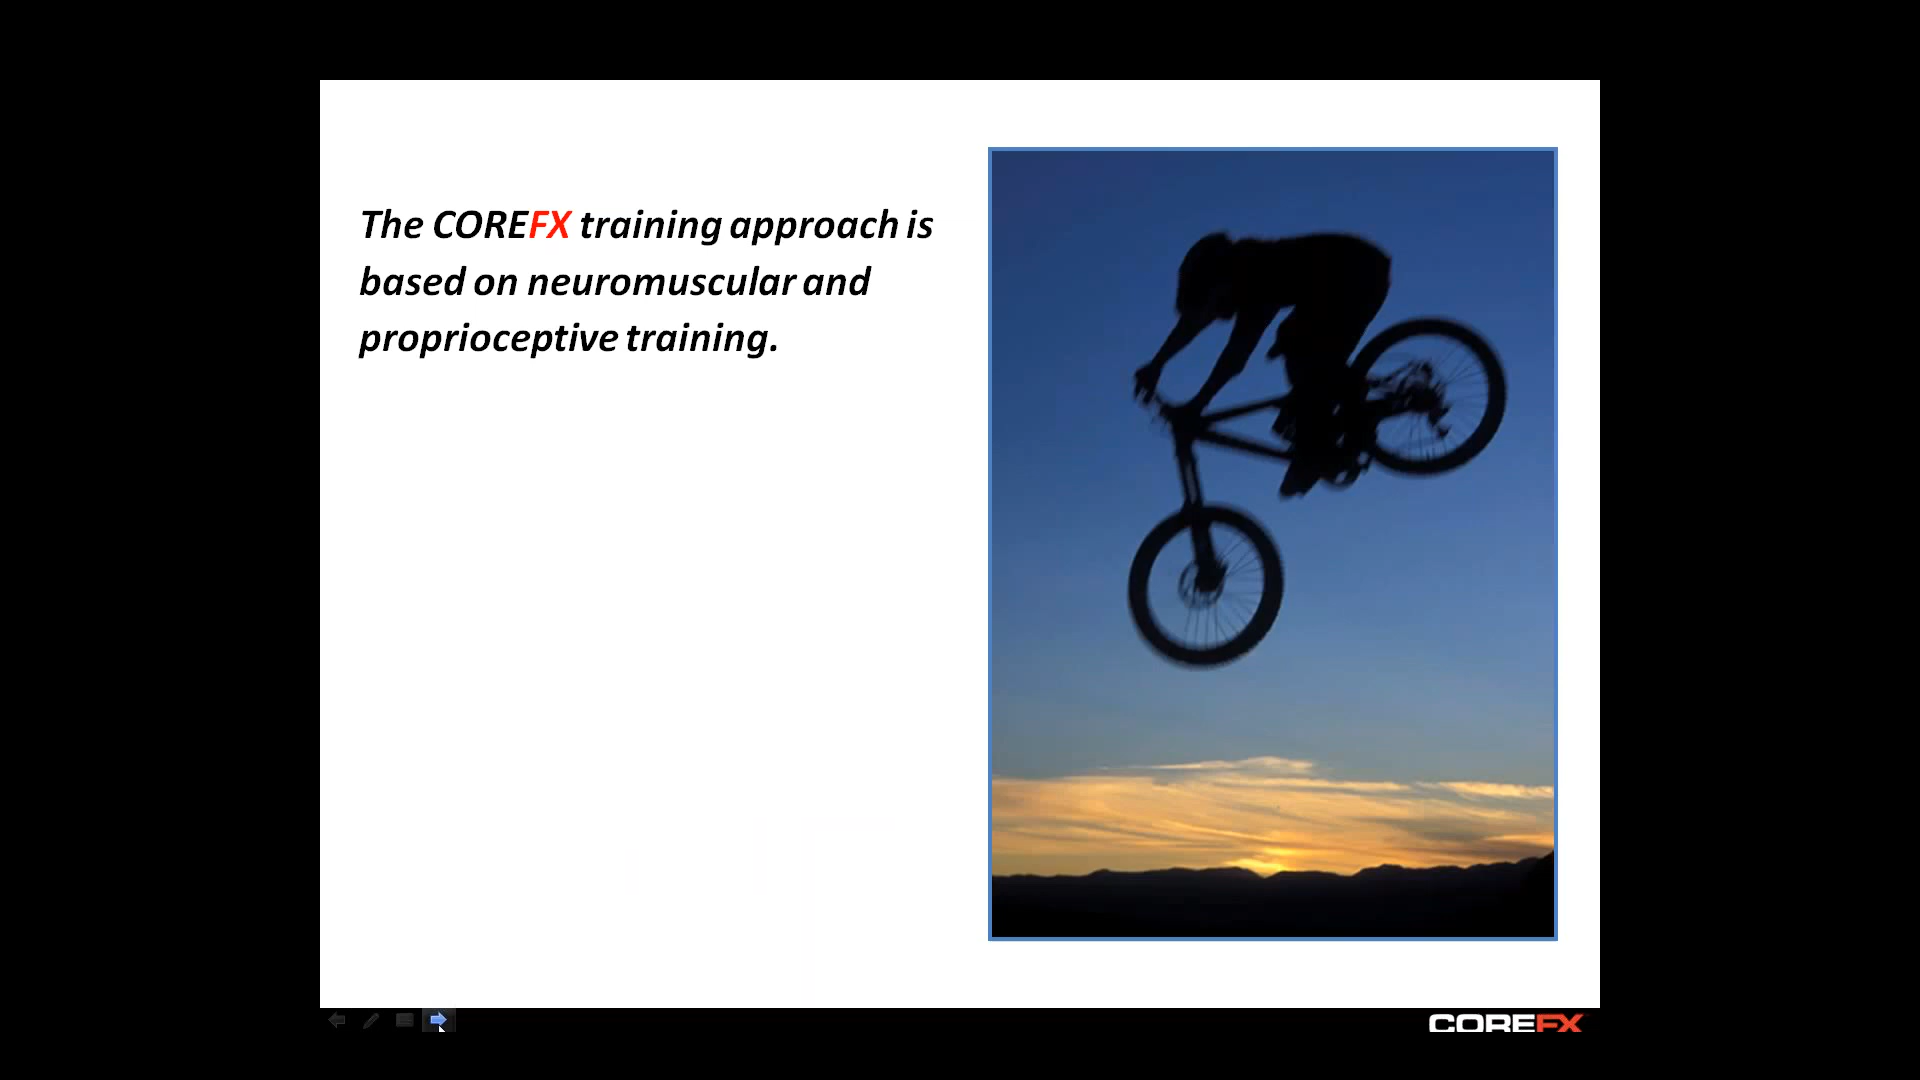 The COREFX training approach is
based on neuromuscular and
proprioceptive training.
COREFX